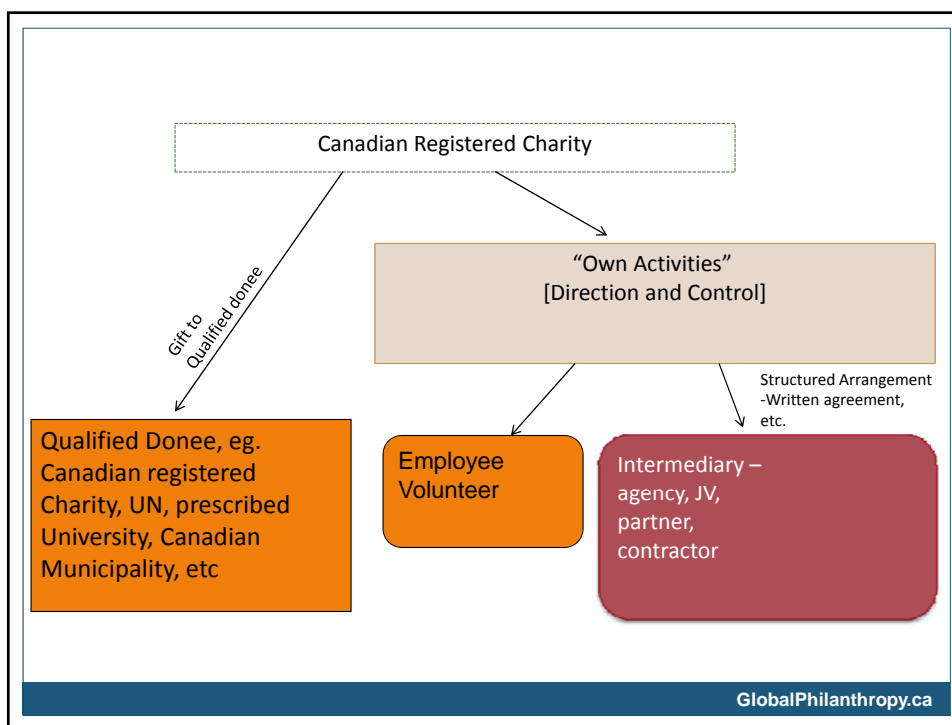 Canadian Registered Charity
“Own Activities”
[Direction and Control]
Gift to
Qualified donee
Structured Arrangement
-Written agreement,
etc.
Qualified Donee, eg.
Canadian registered
Charity, UN, prescribed
University, Canadian
Municipality, etc
Employee
Volunteer
Intermediary –
agency, JV,
partner,
contractor
GlobalPhilanthropy.ca